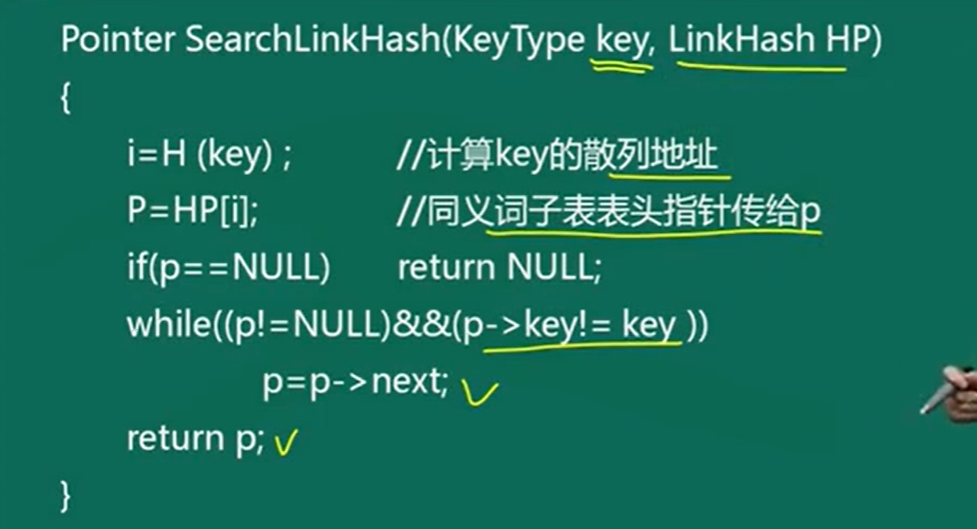 Pointer SearchLinkHash(KeyType key, LinkHash HP)
{
i=H (key) ; //计算key的散列地址
P=HP[i]; //同义词子表表头指针传给p
if(p==NULL) return NULL;
while((p!=NULL)&&(p->key!= key ))
p=p->next;
return p;
}